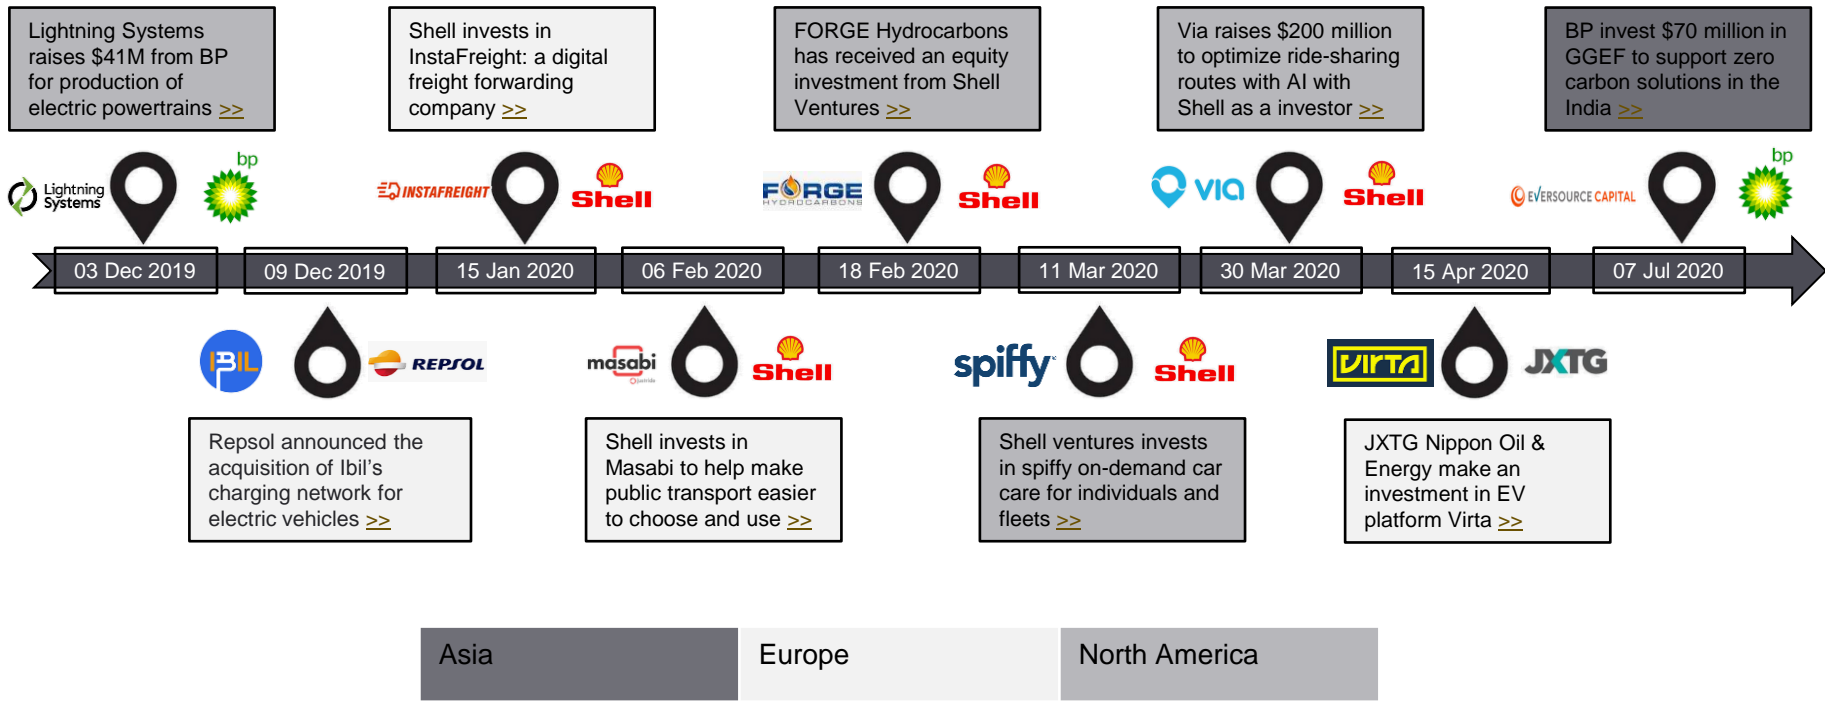 Lightning Systems
raises $41M from BP
for production of
electric powertrains >>
Shell invests in
InstaFreight: a digital
freight forwarding
company >>
FORGE Hydrocarbons
has received an equity
investment from Shell
Ventures >>
Via raises $200 million
to optimize ride-sharing
routes with AI with
Shell as a investor >>
BP invest $70 million in
GGEF to support zero
carbon solutions in the
India >>
Lightning
Systems
bp
INSTAFREIGHT
Shell
FORGE
HYDROCARBONS
Shell
VIA
Shell
EVERSOURCE CAPITAL
bp
03 Dec 2019
09 Dec 2019
15 Jan 2020
06 Feb 2020
18 Feb 2020
11 Mar 2020
30 Mar 2020
15 Apr 2020
07 Jul 2020
IBIL
REPSOL
masabi
justride
Shell
spiffy
Shell
VIRTA
JXTG
Repsol announced the
acquisition of Ibil's
charging network for
electric vehicles >>
Shell invests in
Masabi to help make
public transport easier
to choose and use >>
Shell ventures invests
in spiffy on-demand car
care for individuals and
fleets >>
JXTG Nippon Oil &
Energy make an
investment in EV
platform Virta >>
Asia
Europe
North America